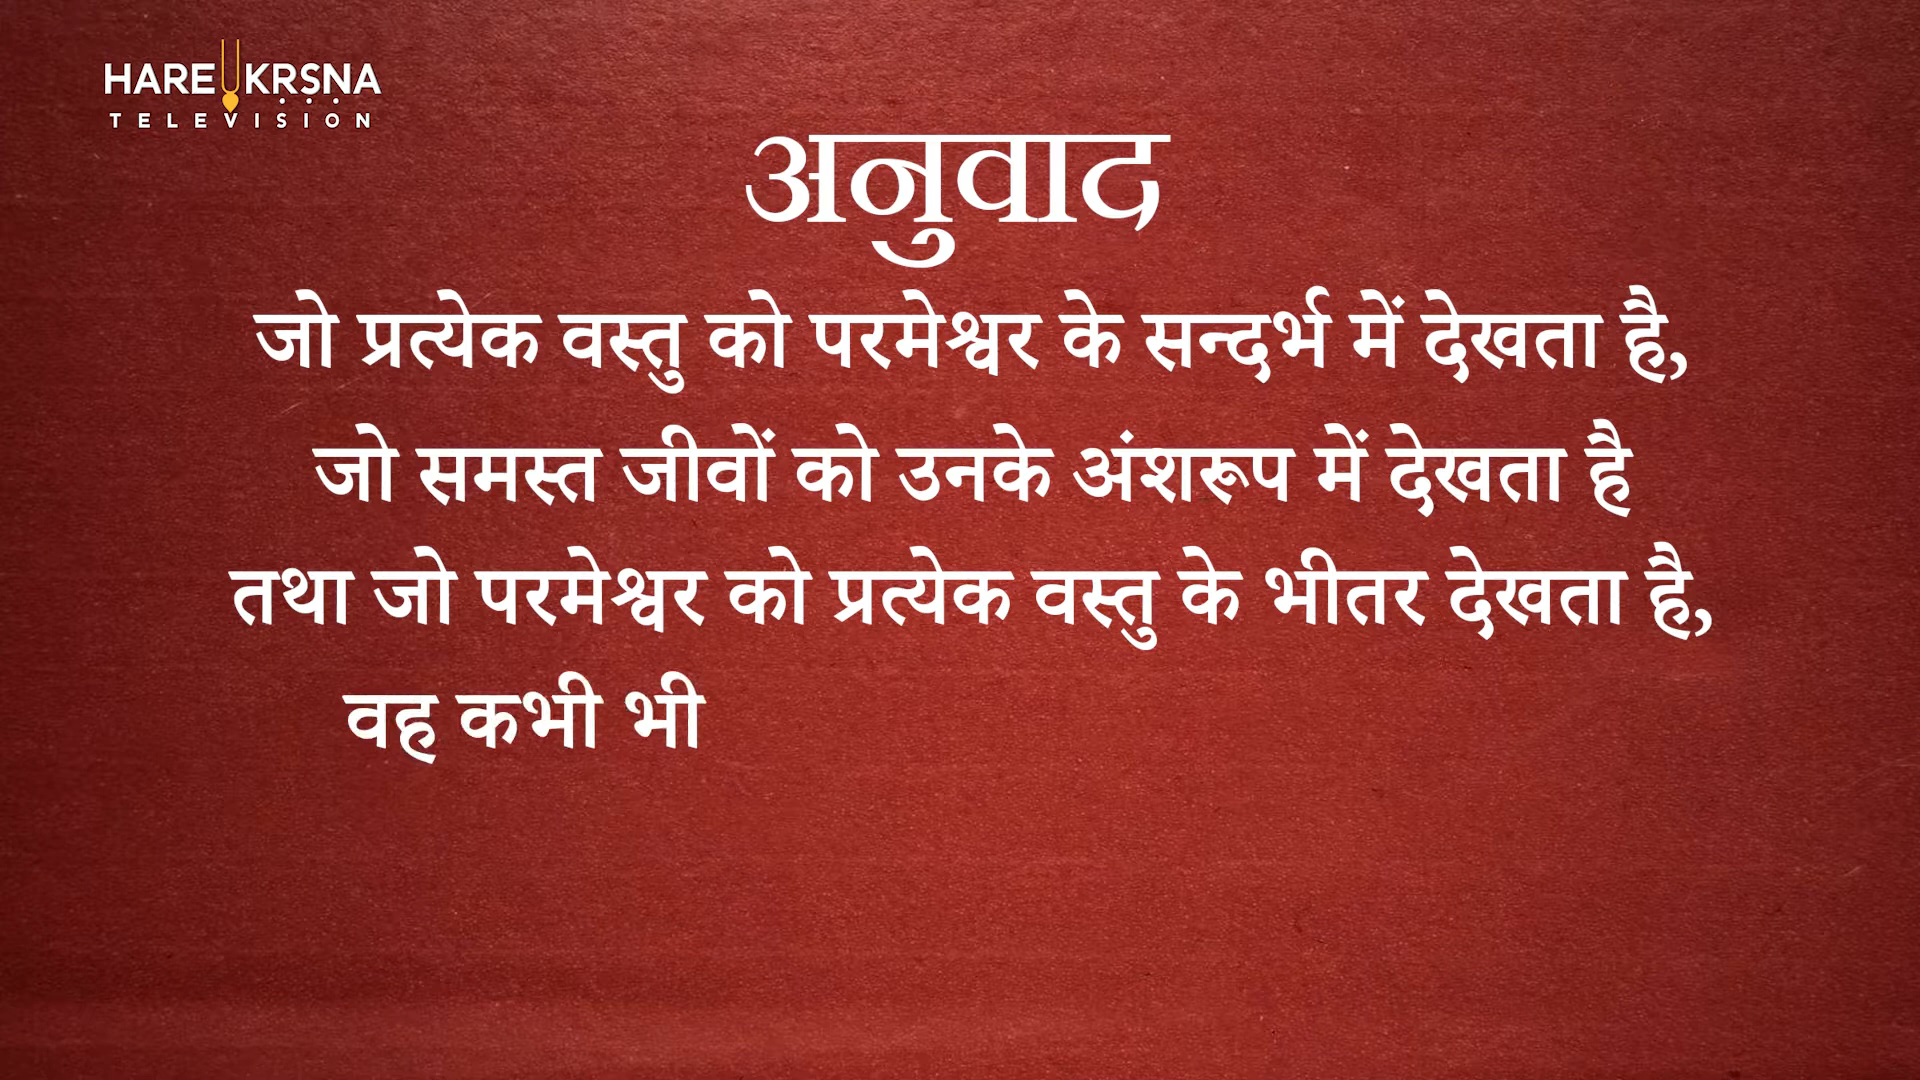 HARE KRSNA
TELEVISION
अनुवाद
जो प्रत्येक वस्तु को परमेश्वर के सन्दर्भ में देखता है,
जो समस्त जीवों को उनके अंशरूप में देखता है
तथा जो परमेश्वर को प्रत्येक वस्तु के भीतर देखता है,
वह कभी भी